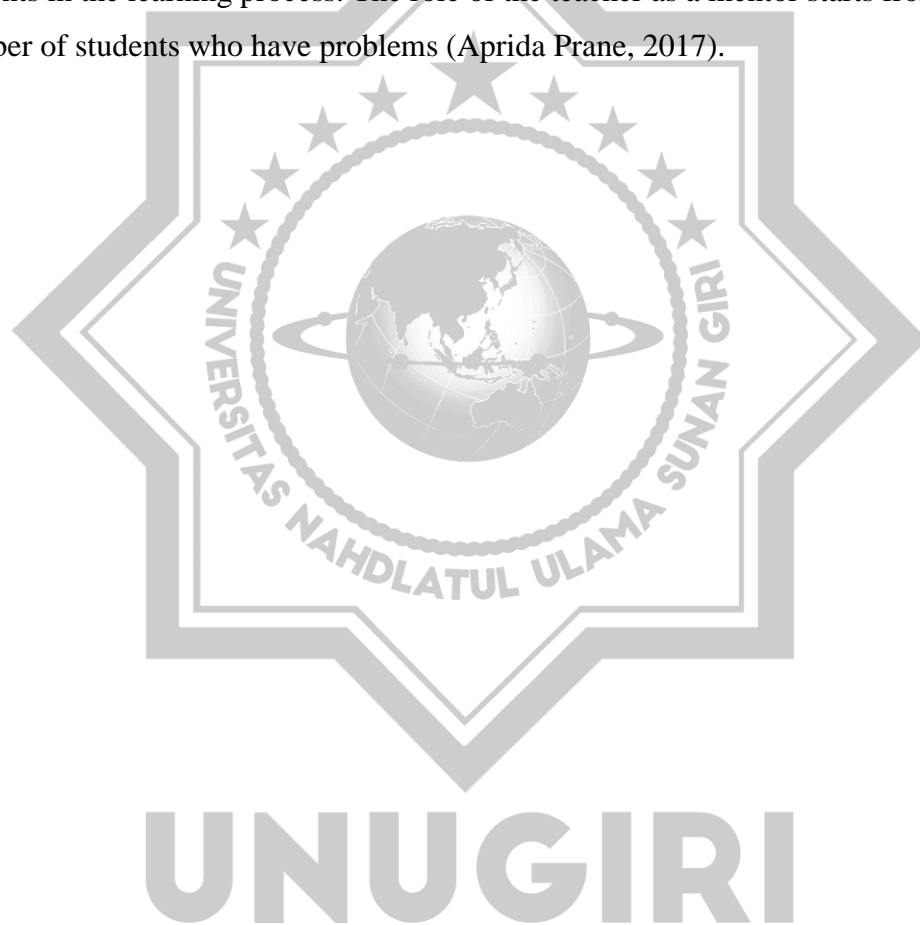 nts in the learning process. The role of the teacher as a mentor starts
ber of students who have problems (Aprida Prane, 2017).
UNIVERSITAS NAHDLATUL ULAMA SUNAN GIRI
UNUGIRI